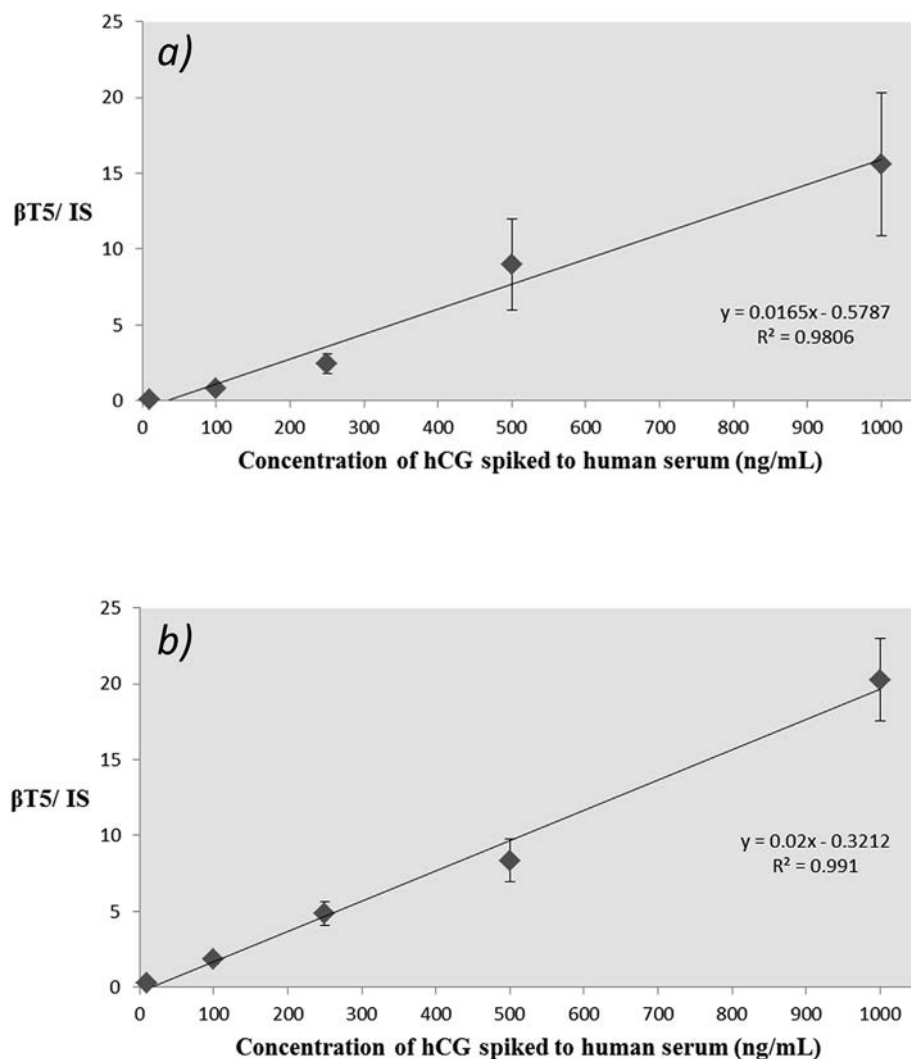 a)
25
20
15
10
5
0
βT5/ IS
y = 0.0165x - 0.5787
R² = 0.9806
0 100 200 300 400 500 600 700 800 900 1000
Concentration of hCG spiked to human serum (ng/mL)
b)
25
20
15
10
5
0
βT5/ IS
y = 0.02x - 0.3212
R² = 0.991
0 100 200 300 400 500 600 700 800 900 1000
Concentration of hCG spiked to human serum (ng/mL)